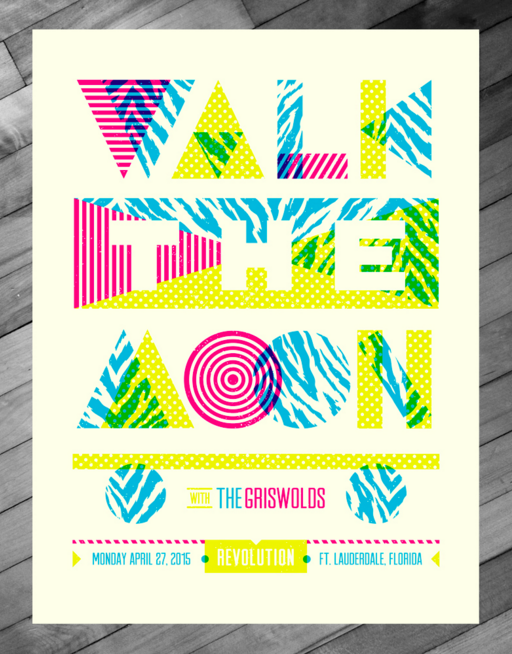 WALK
THE
MOON
WITH THE GRISWOLDS
MONDAY APRIL 27, 2015 REVOLUTION FT. LAUDERDALE, FLORIDA